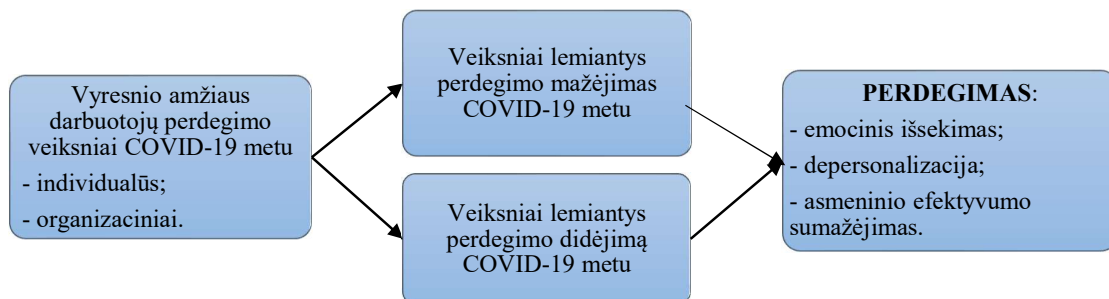 Vyresnio amžiaus
darbuotojų perdegimo
veiksniai COVID-19 metu
- individualūs;
- organizaciniai.
Veiksniai lemiantys
perdegimo mažėjimas
COVID-19 metu
Veiksniai lemiantys
perdegimo didėjimą
COVID-19 metu
PERDEGIMAS:
- emocinis išsekimas;
- depersonalizacija;
- asmeninio efektyvumo
sumažėjimas.